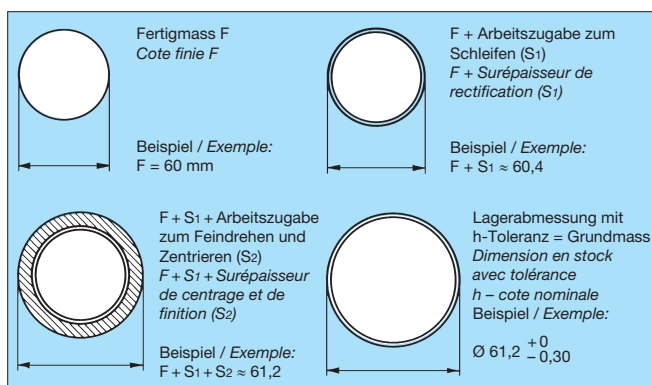 Fertigmass F
Cote finie F
Beispiel / Exemple:
F = 60 mm
F + Arbeitszugabe zum
Schleifen (S1)
F + Surépaisseur de
rectification (S1)
Beispiel / Exemple:
F + S1 ≈ 60,4
F + S1 + Arbeitszugabe
zum Feindrehen und
Zentrieren (S2)
F + S1 + Surépaisseur
de centrage et de
finition (S2)
Beispiel / Exemple:
F + S1 + S2 ≈ 61,2
Lagerabmessung mit
h-Toleranz = Grundmass
Dimension en stock
avec tolérance
h – cote nominale
Beispiel / Exemple:
Ø 61,2 +0
– 0,30